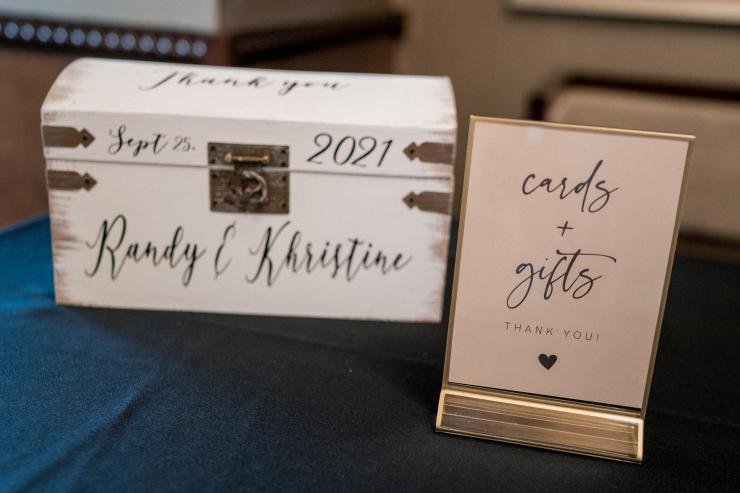 Thank you
Sept 25, 2021
Randy & Khristine
cards
+
gifts
THANK YOU!